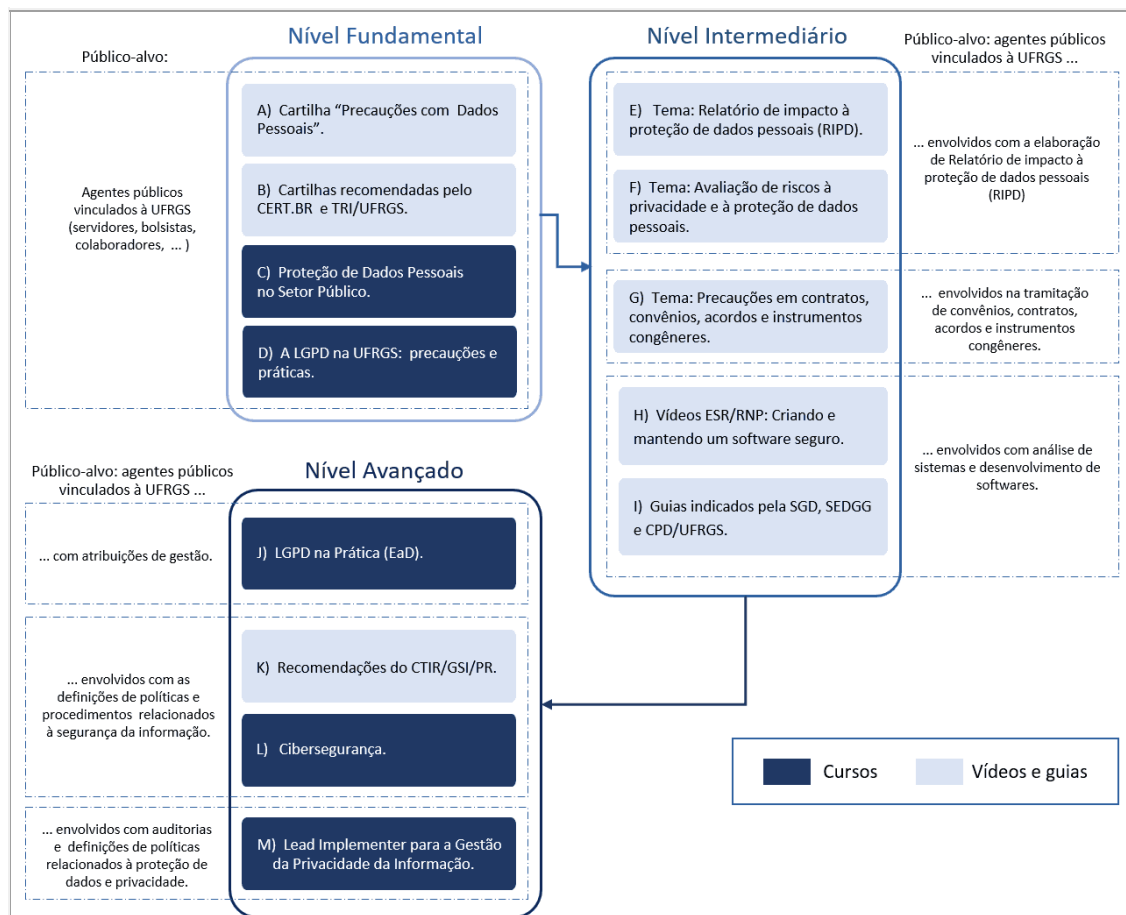 Nível Fundamental
Público-alvo:
Agentes públicos
vinculados à UFRGS
(servidores, bolsistas,
colaboradores, ... )
A) Cartilha “Precauções com Dados
Pessoais”.
B) Cartilhas recomendadas pelo
CERT.BR e TRI/UFRGS.
C) Proteção de Dados Pessoais
no Setor Público.
D) A LGPD na UFRGS: precauções e
práticas.
Nível Intermediário
Público-alvo: agentes públicos
vinculados à UFRGS ...
E) Tema: Relatório de impacto à
proteção de dados pessoais (RIPD).
F) Tema: Avaliação de riscos à
privacidade e à proteção de dados
pessoais.
... envolvidos com a elaboração
de Relatório de impacto à
proteção de dados pessoais
(RIPD)
G) Tema: Precauções em contratos,
convênios, acordos e instrumentos
congêneres.
... envolvidos na tramitação
de convênios, contratos,
acordos e instrumentos
congêneres.
H) Vídeos ESR/RNP: Criando e
mantendo um software seguro.
I) Guias indicados pela SGD, SEDGG
e CPD/UFRGS.
... envolvidos com análise de
sistemas e desenvolvimento de
softwares.
Nível Avançado
Público-alvo: agentes públicos
vinculados à UFRGS ...
... com atribuições de gestão.
J) LGPD na Prática (EaD).
... envolvidos com as
definições de políticas e
procedimentos relacionados
à segurança da informação.
K) Recomendações do CTIR/GSI/PR.
L) Cibersegurança.
... envolvidos com auditorias
e definições de políticas
relacionados à proteção de
dados e privacidade.
M) Lead Implementer para a Gestão
da Privacidade da Informação.
Cursos
Vídeos e guias